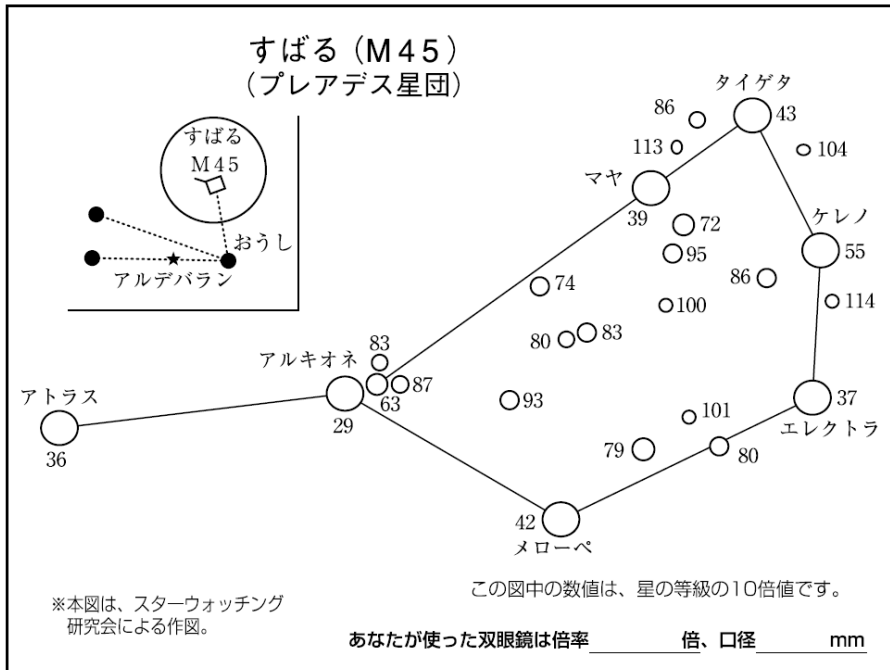 すばる（M45）
（プレアデス星団）
すばる
M45
おうし
アルデバラン
タイゲタ
86
43
113
104
マヤ
39
72
ケレノ
95
55
86
74
100
114
83
80
83
アルキオネ
63
87
29
93
アトラス
36
101
37
エレクトラ
79
80
42
メローペ
この図中の数値は、星の等級の10倍値です。
※本図は、スターウォッチング
研究会による作図。
あなたが使った双眼鏡は倍率 倍、口径 mm